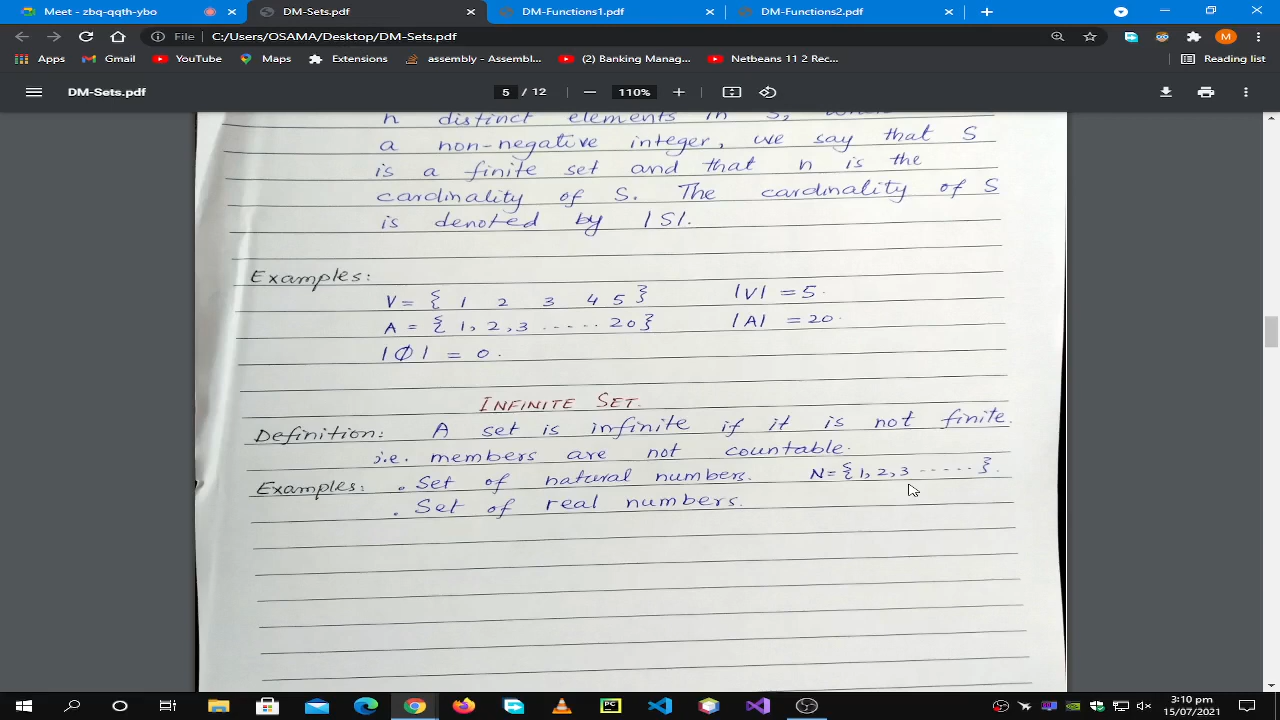 Meet - zbq-qqth-ybo
DM-Sets.pdf
DM-Functions1.pdf
DM-Functions2.pdf
File
C:/Users/OSAMA/Desktop/DM-Sets.pdf
Apps
Gmail
YouTube
Maps
Extensions
assembly - Assembl...
(2) Banking Manag...
Netbeans 11 2 Rec...
Reading list
DM-Sets.pdf
5 / 12
110%
n distinct elements in S,
a non-negative integer, we say that S
is a finite set and that n is the
cardinality of S. The cardinality of S
is denoted by |S|.
Examples:
V = { 1 2 3 4 5 } |V| = 5.
A = { 1, 2, 3 ..... 20 } |A| = 20.
|Ø| = 0.
INFINITE SET.
Definition: A set is infinite if it is not finite.
i.e. members are not countable.
Examples: . Set of natural numbers. N = { 1, 2, 3 ----- }.
. Set of real numbers.
3:10 pm
15/07/2021